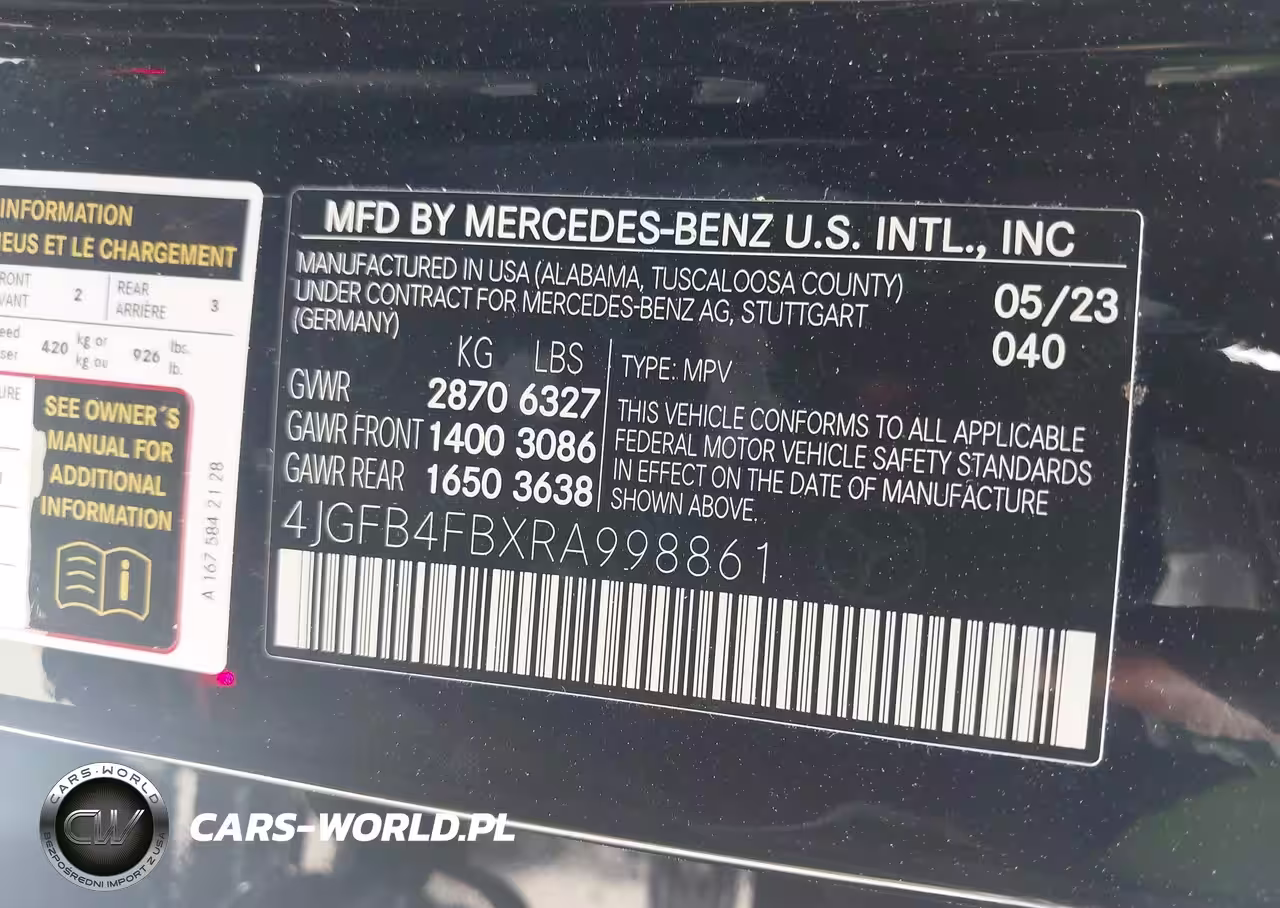 INFORMATION
EUS ET LE CHARGEMENT
RONT
VANT
2
REAR
ARRIÈRE
3
eed
ser
420
kg or
kg ou
926
lbs.
lb.
URE
SEE OWNER´S
MANUAL FOR
ADDITIONAL
INFORMATION
A 167 584 21 28
MFD BY MERCEDES-BENZ U.S. INTL., INC
MANUFACTURED IN USA (ALABAMA, TUSCALOOSA COUNTY)
UNDER CONTRACT FOR MERCEDES-BENZ AG, STUTTGART
(GERMANY)
05/23
040
KG LBS
GVWR 2870 6327
GAWR FRONT 1400 3086
GAWR REAR 1650 3638
TYPE: MPV
THIS VEHICLE CONFORMS TO ALL APPLICABLE
FEDERAL MOTOR VEHICLE SAFETY STANDARDS
IN EFFECT ON THE DATE OF MANUFACTURE
SHOWN ABOVE.
4JGFB4FBXRA998861
CARS-WORLD
CW
BEZPOŚREDNI IMPORT Z USA
CARS-WORLD.PL